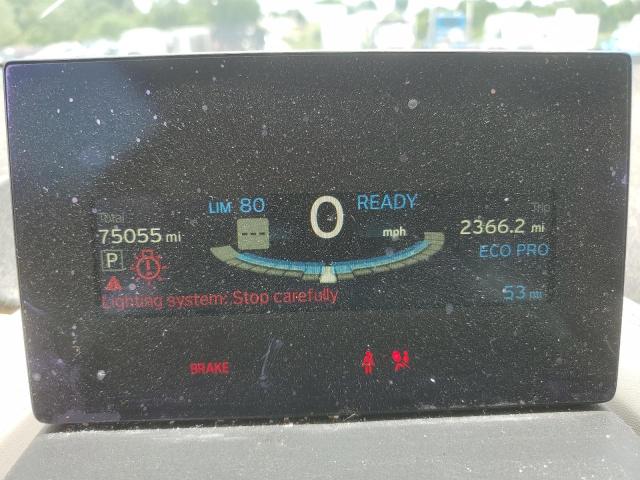 LIM 80
0
READY
Total
75055 mi
---
mph
Trip
2366.2 mi
P
ECO PRO
Lighting system: Stop carefully
53 mi
BRAKE